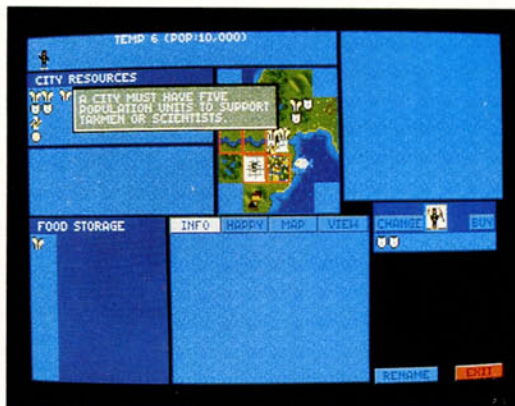 TEMP 6 (POP:10,000)
CITY RESOURCES
A CITY MUST HAVE FIVE
POPULATION UNITS TO SUPPORT
TAXMEN OR SCIENTISTS.
FOOD STORAGE
INFO HAPPY MAP VIEW
CHANGE BUY
RENAME EXIT